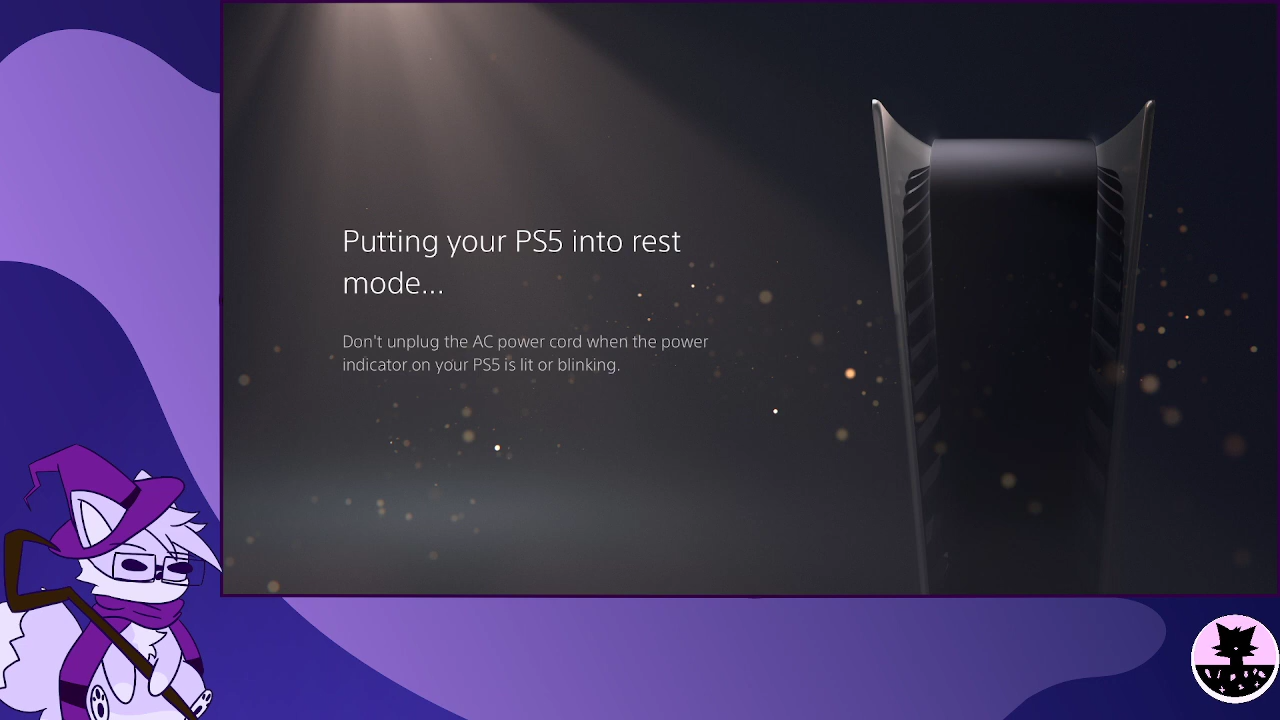 Putting your PS5 into rest
mode...
Don't unplug the AC power cord when the power
indicator on your PS5 is lit or blinking.